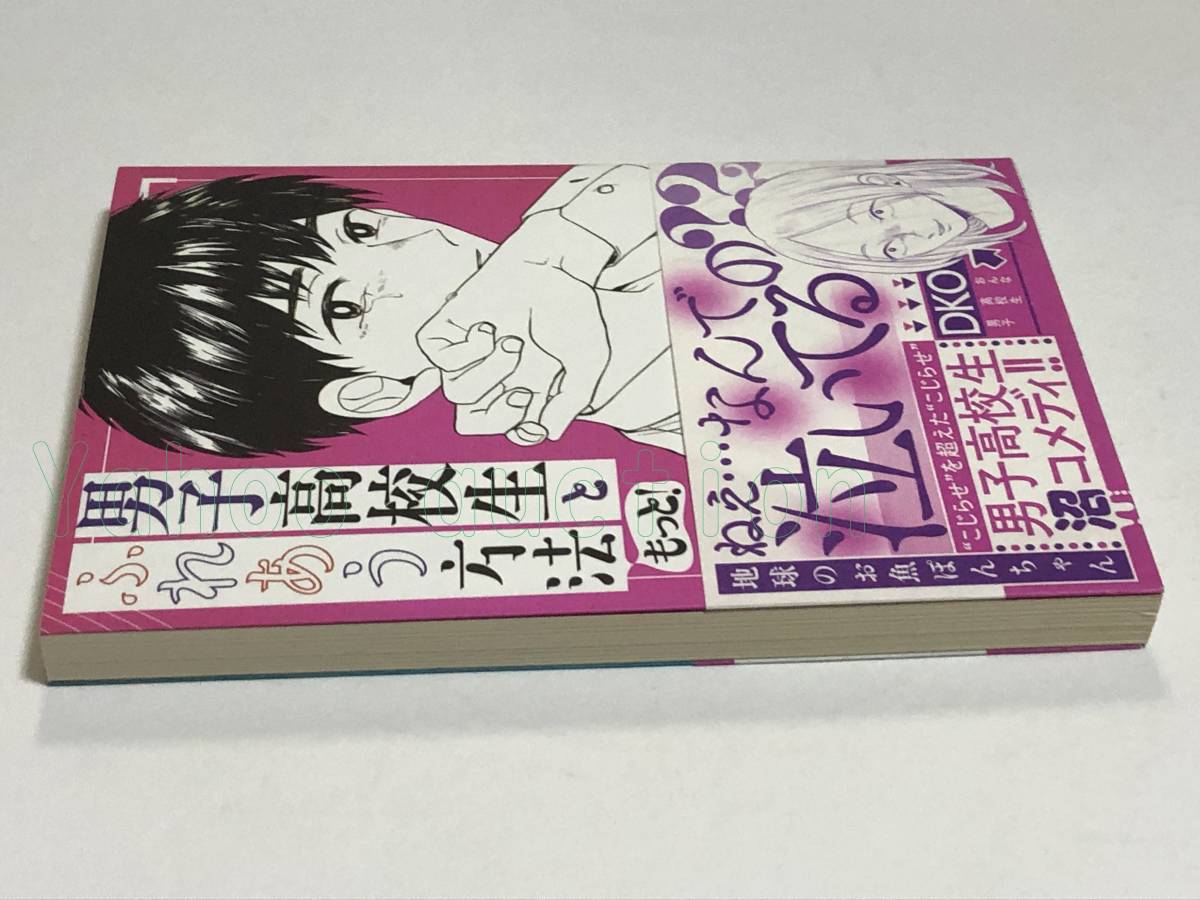 男子高校生と
ふれあう方法
もっと!
ねえ…なんで
泣いてるの??
DKO
おんな
高校生
男子
“こじらせ”を超えた“こじらせ”
男子高校生
沼コメディ!!
地球のお魚ぽんちゃん
Yahoo auction